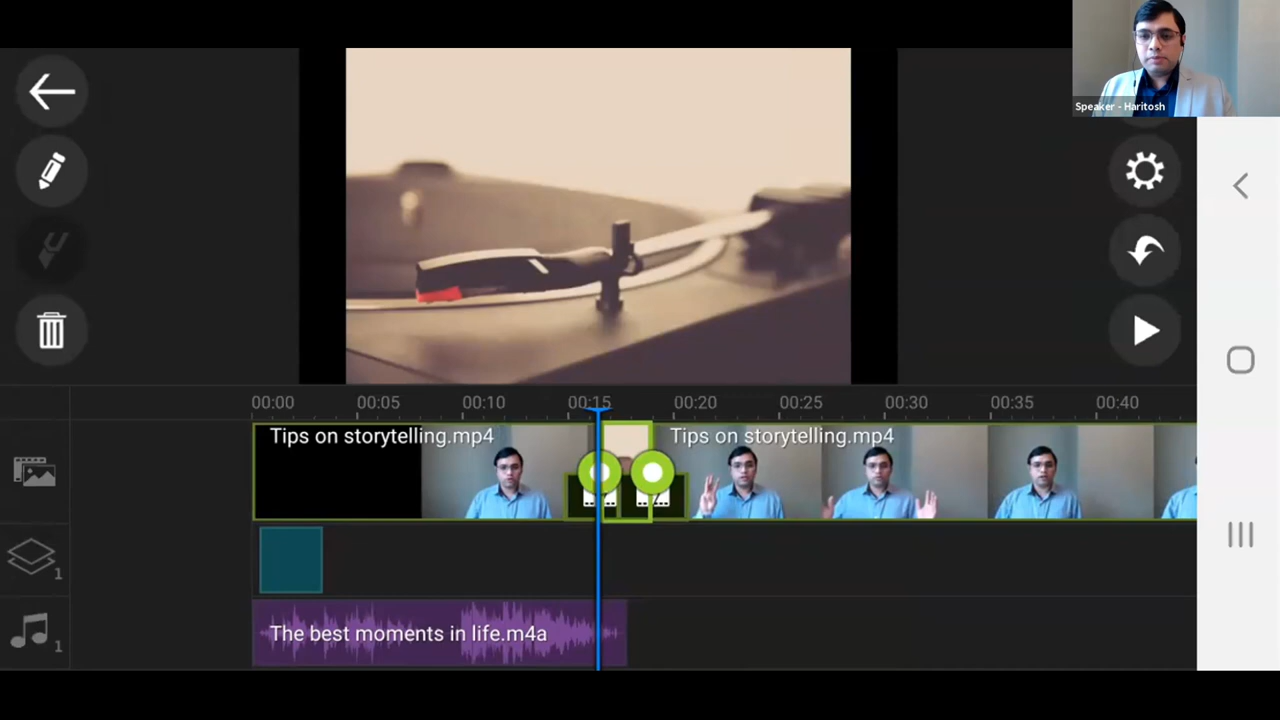 Speaker - Haritosh
00:00 00:05 00:10 00:15 00:20 00:25 00:30 00:35 00:40
Tips on storytelling.mp4 Tips on storytelling.mp4
1
The best moments in life.m4a
1